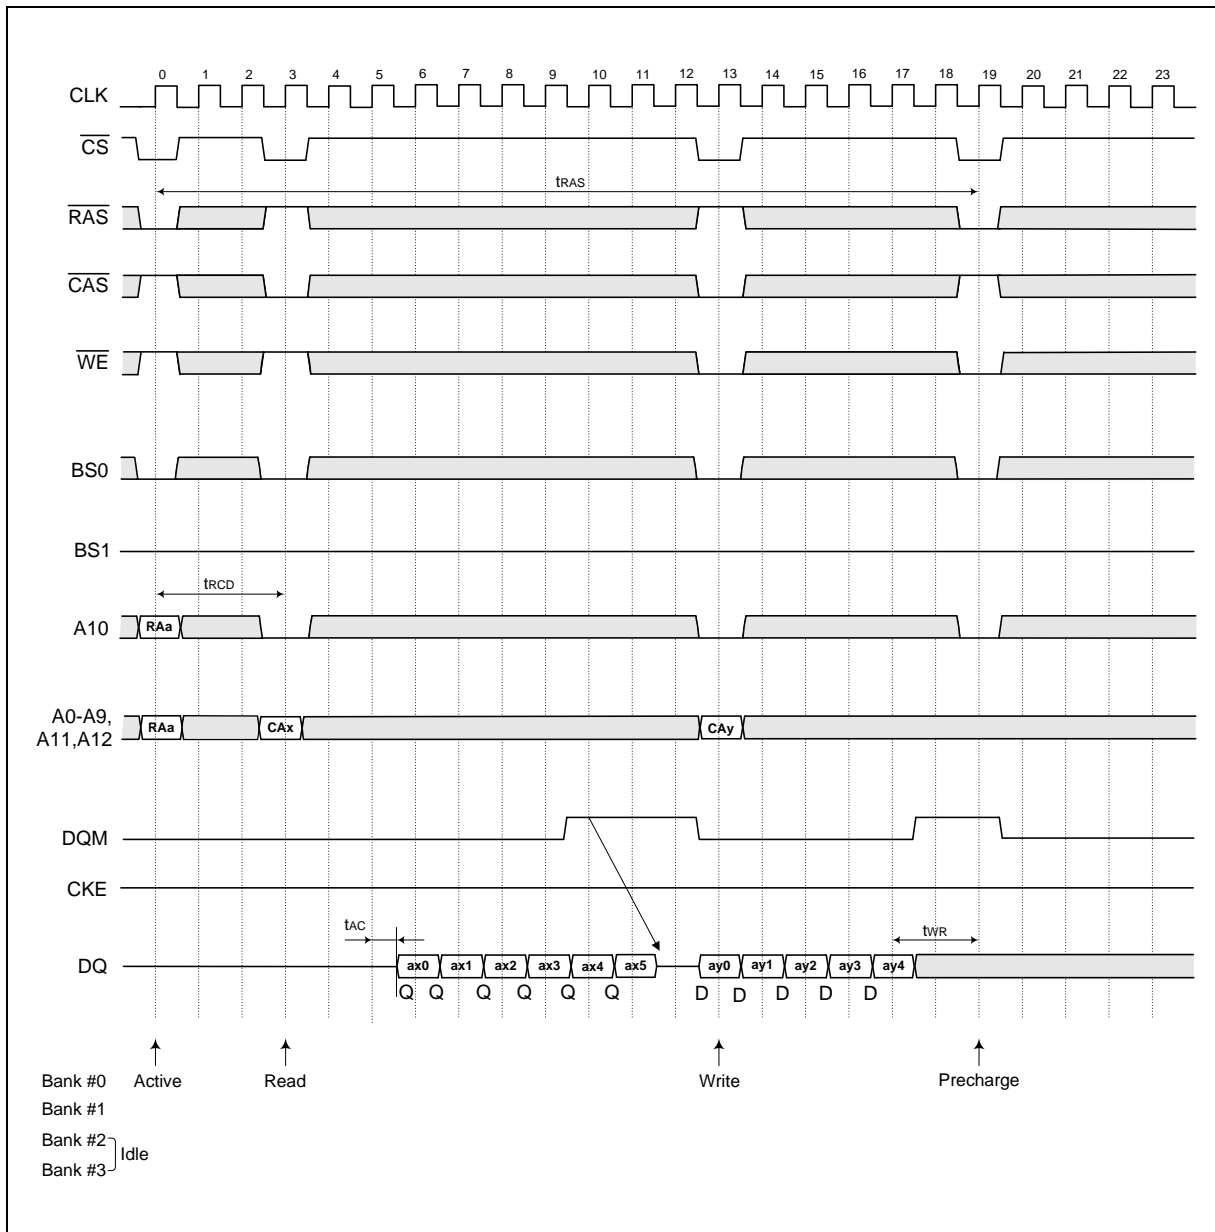 0 1 2 3 4 5 6 7 8 9 10 11 12 13 14 15 16 17 18 19 20 21 22 23
CLK
CS
tRAS
RAS
CAS
WE
BS0
BS1
tRCD
A10 RAa
A0-A9,
A11,A12 RAa CAx CAy
DQM
CKE
tAC tWR
DQ ax0 ax1 ax2 ax3 ax4 ax5 ay0 ay1 ay2 ay3 ay4
Q Q Q Q Q Q D D D D D
Bank #0 Active Read Write Precharge
Bank #1
Bank #2
Idle
Bank #3